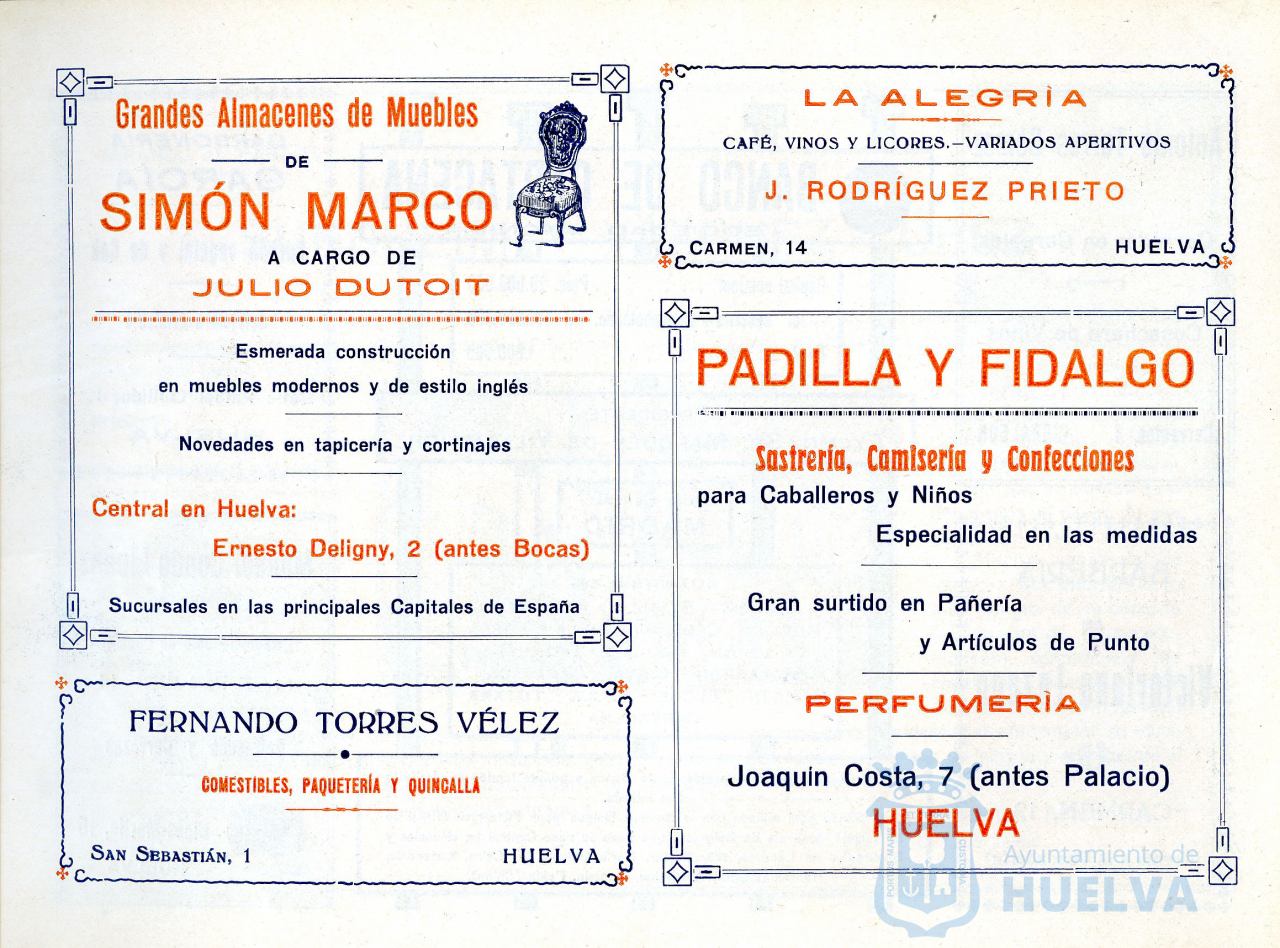 Grandes Almacenes de Muebles
DE
SIMÓN MARCO
A CARGO DE
JULIO DUTOIT
Esmerada construcción
en muebles modernos y de estilo inglés
Novedades en tapicería y cortinajes
Central en Huelva:
Ernesto Deligny, 2 (antes Bocas)
Sucursales en las principales Capitales de España
FERNANDO TORRES VÉLEZ
COMESTIBLES, PAQUETERÍA Y QUINCALLA
SAN SEBASTIÁN, 1 HUELVA
LA ALEGRÌA
CAFÉ, VINOS Y LICORES.—VARIADOS APERITIVOS
J. RODRÍGUEZ PRIETO
CARMEN, 14 HUELVA
PADILLA Y FIDALGO
Sastrería, Camisería y Confecciones
para Caballeros y Niños
Especialidad en las medidas
Gran surtido en Pañería
y Artículos de Punto
PERFUMERÌA
Joaquín Costa, 7 (antes Palacio)
HUELVA
Ayuntamiento de
HUELVA